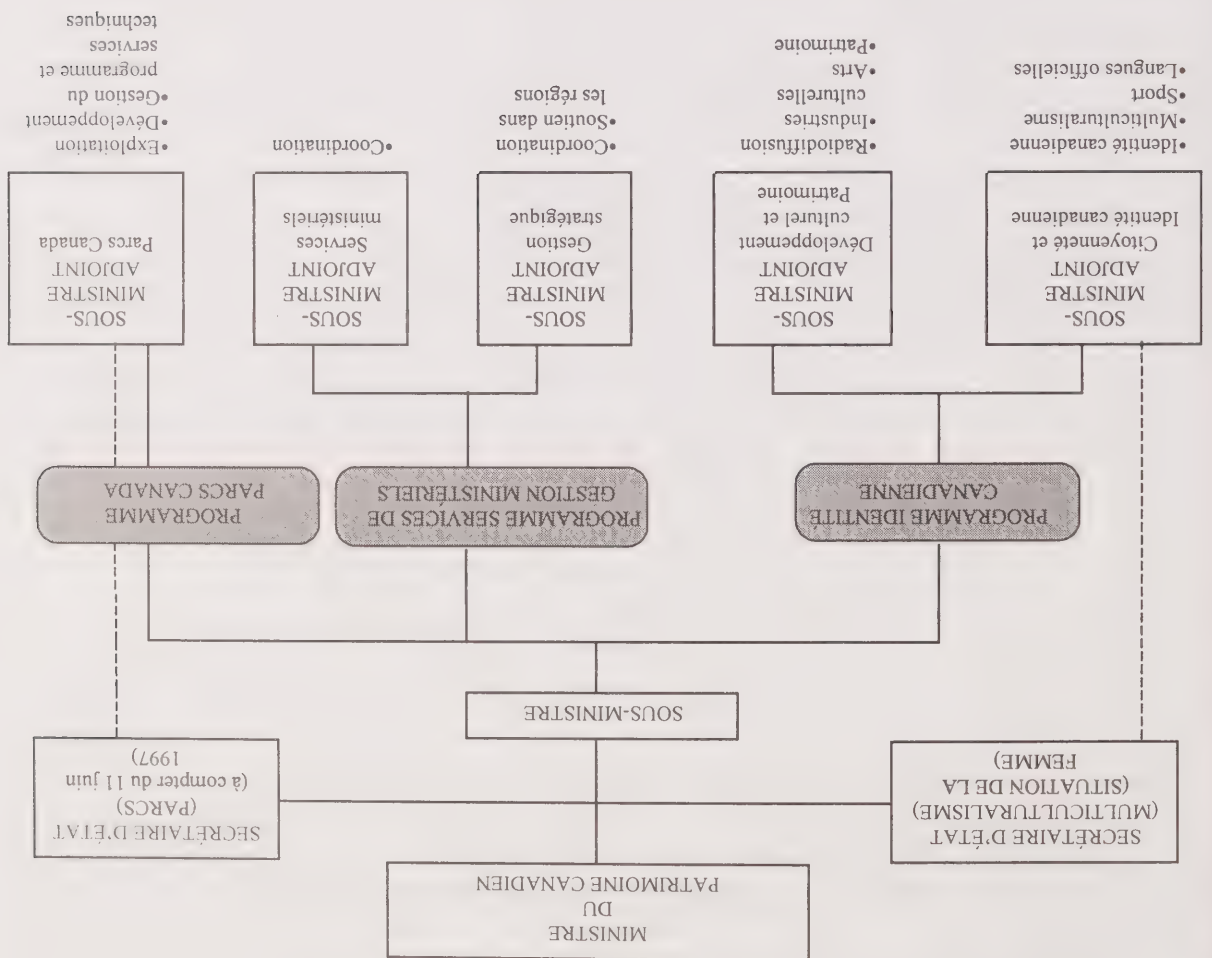 MINISTRE
DU
PATRIMOINE CANADIEN
SECRÉTAIRE D'ÉTAT
(MULTICULTURALISME)
(SITUATION DE LA
FEMME)
SECRÉTAIRE D'ÉTAT
(PARCS)
(à compter du 11 juin
1997)
SOUS-MINISTRE
PROGRAMME IDENTITÉ
CANADIENNE
PROGRAMME SERVICES DE
GESTION MINISTÉRIELS
PROGRAMME
PARCS CANADA
SOUS-
MINISTRE
ADJOINT
Citoyenneté et
Identité canadienne
•Identité canadienne
•Multiculturalisme
•Sport
•Langues officielles
SOUS-
MINISTRE
ADJOINT
Développement
culturel et
Patrimoine
•Radiodiffusion
•Industries
culturelles
•Arts
•Patrimoine
SOUS-
MINISTRE
ADJOINT
Gestion
stratégique
•Coordination
•Soutien dans
les régions
SOUS-
MINISTRE
ADJOINT
Services
ministériels
•Coordination
SOUS-
MINISTRE
ADJOINT
Parcs Canada
•Exploitation
•Développement
•Gestion du
programme et
services
techniques